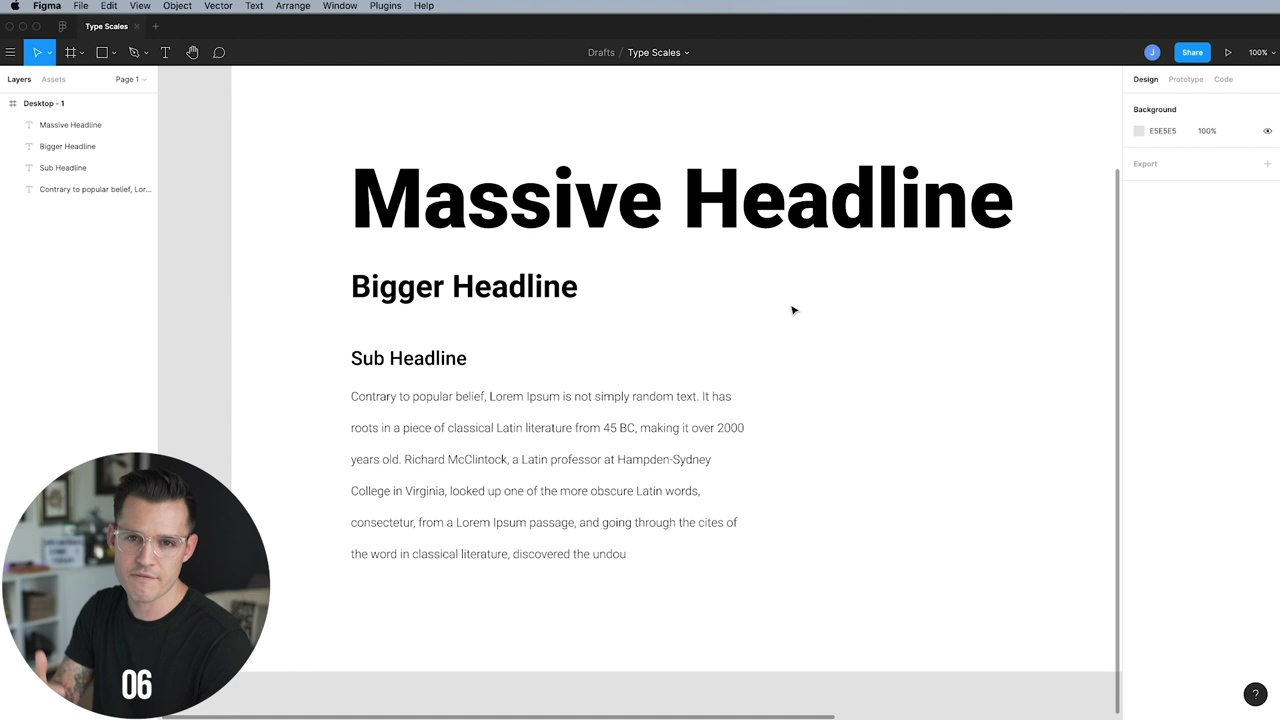 Figma File Edit View Object Vector Text Arrange Window Plugins Help
Type Scales
Drafts / Type Scales
J
Share
100%
Layers
Assets
Page 1
Design
Prototype
Code
Desktop - 1
Massive Headline
Bigger Headline
Sub Headline
Contrary to popular belief, Lor...
Background
E5E5E5
100%
Export
Massive Headline
Bigger Headline
Sub Headline
Contrary to popular belief, Lorem Ipsum is not simply random text. It has
roots in a piece of classical Latin literature from 45 BC, making it over 2000
years old. Richard McClintock, a Latin professor at Hampden-Sydney
College in Virginia, looked up one of the more obscure Latin words,
consectetur, from a Lorem Ipsum passage, and going through the cites of
the word in classical literature, discovered the undou
06
?